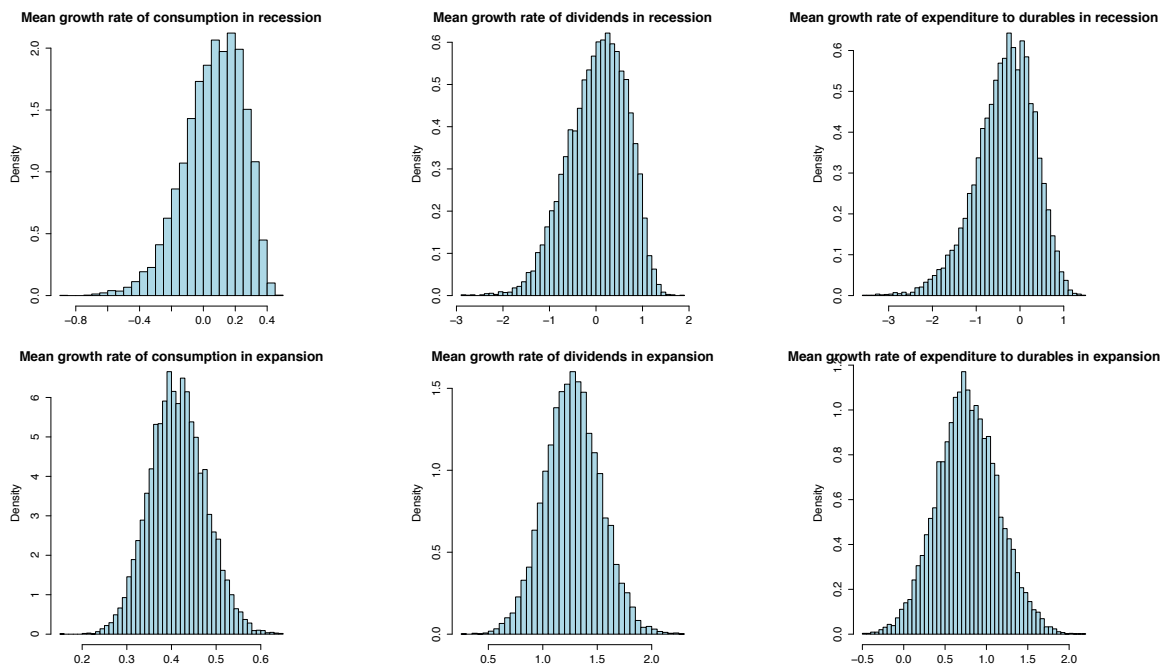 Mean growth rate of consumption in recession
Density
0.0 0.5 1.0 1.5 2.0
−0.8 −0.4 0.0 0.2 0.4
Mean growth rate of dividends in recession
Density
0.0 0.1 0.2 0.3 0.4 0.5 0.6
−3 −2 −1 0 1 2
Mean growth rate of expenditure to durables in recession
Density
0.0 0.1 0.2 0.3 0.4 0.5 0.6
−3 −2 −1 0 1
Mean growth rate of consumption in expansion
Density
0 1 2 3 4 5 6
0.2 0.3 0.4 0.5 0.6
Mean growth rate of dividends in expansion
Density
0.0 0.5 1.0 1.5
0.5 1.0 1.5 2.0
Mean growth rate of expenditure to durables in expansion
Density
0.0 0.2 0.4 0.6 0.8 1.0 1.2
−0.5 0.0 0.5 1.0 1.5 2.0